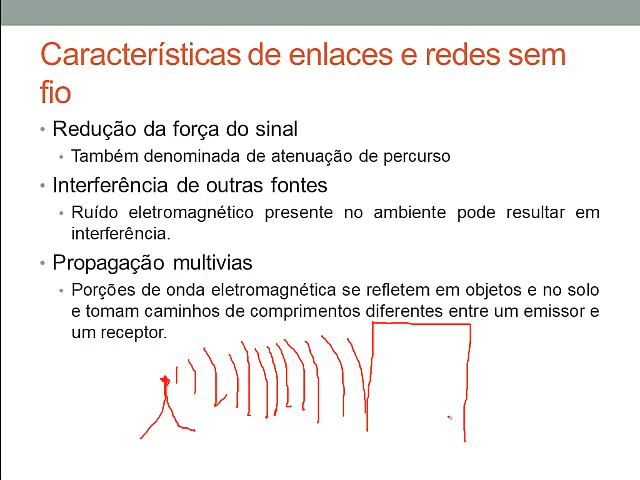 Características de enlaces e redes sem
fio
• Redução da força do sinal
• Também denominada de atenuação de percurso
• Interferência de outras fontes
• Ruído eletromagnético presente no ambiente pode resultar em
interferência.
• Propagação multivias
• Porções de onda eletromagnética se refletem em objetos e no solo
e tomam caminhos de comprimentos diferentes entre um emissor e
um receptor.